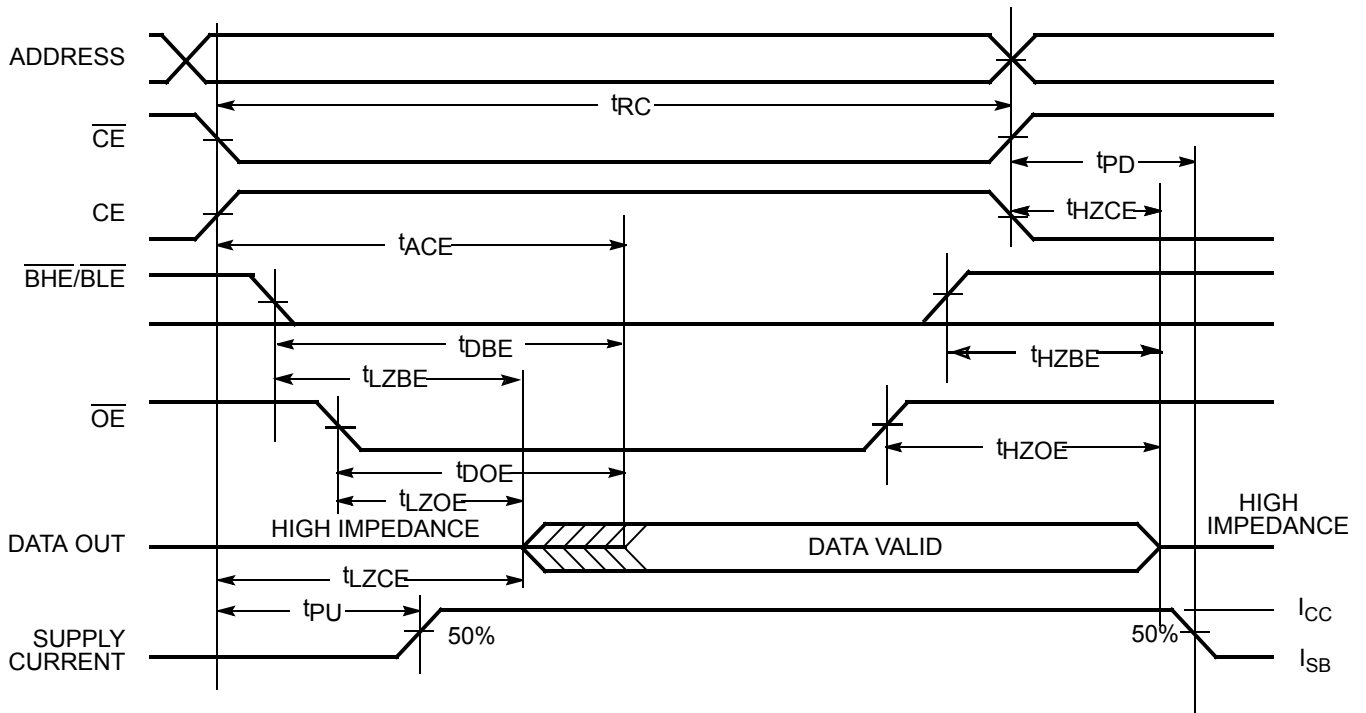 ADDRESS
tRC
CE
tPD
CE
tHZCE
tACE
BHE/BLE
tDBE
tHZBE
tLZBE
OE
tHZOE
tDOE
tLZOE
HIGH IMPEDANCE
HIGH
IMPEDANCE
DATA OUT
DATA VALID
tLZCE
tPU
ICC
SUPPLY
CURRENT
50%
50%
ISB